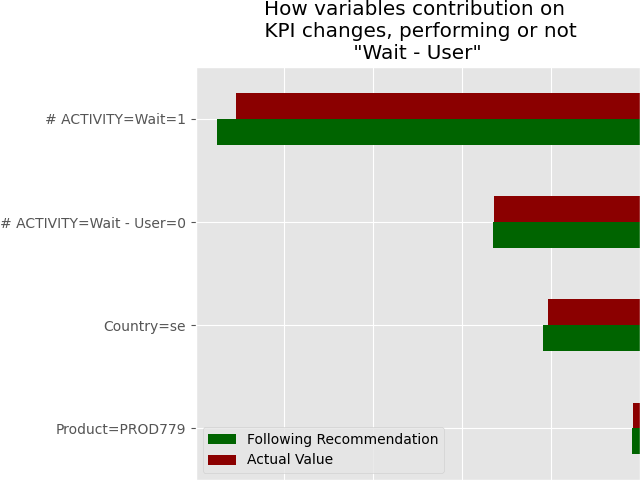 How variables contribution on
KPI changes, performing or not
"Wait - User"
# ACTIVITY=Wait=1
# ACTIVITY=Wait - User=0
Country=se
Product=PROD779
Following Recommendation
Actual Value